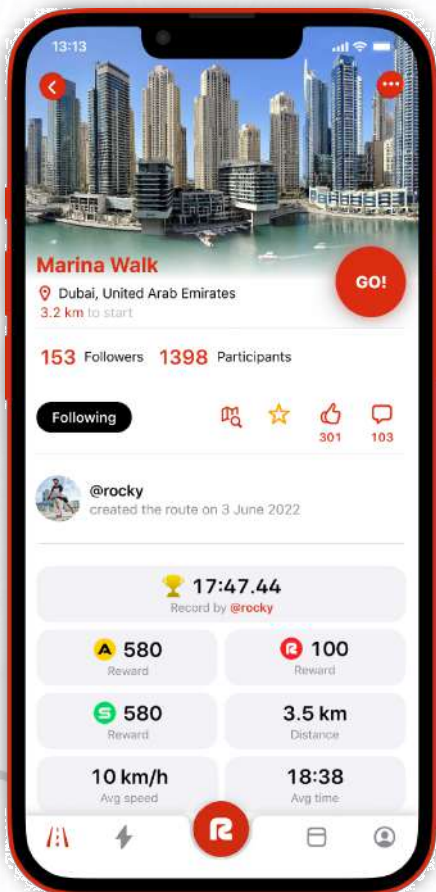 13:13
Marina Walk
GO!
Dubai, United Arab Emirates
3.2 km to start
153 Followers 1398 Participants
Following
301 103
@rocky
created the route on 3 June 2022
17:47.44
Record by @rocky
A 580 R 100
Reward Reward
S 580 3.5 km
Reward Distance
10 km/h 18:38
Avg speed Avg time
R